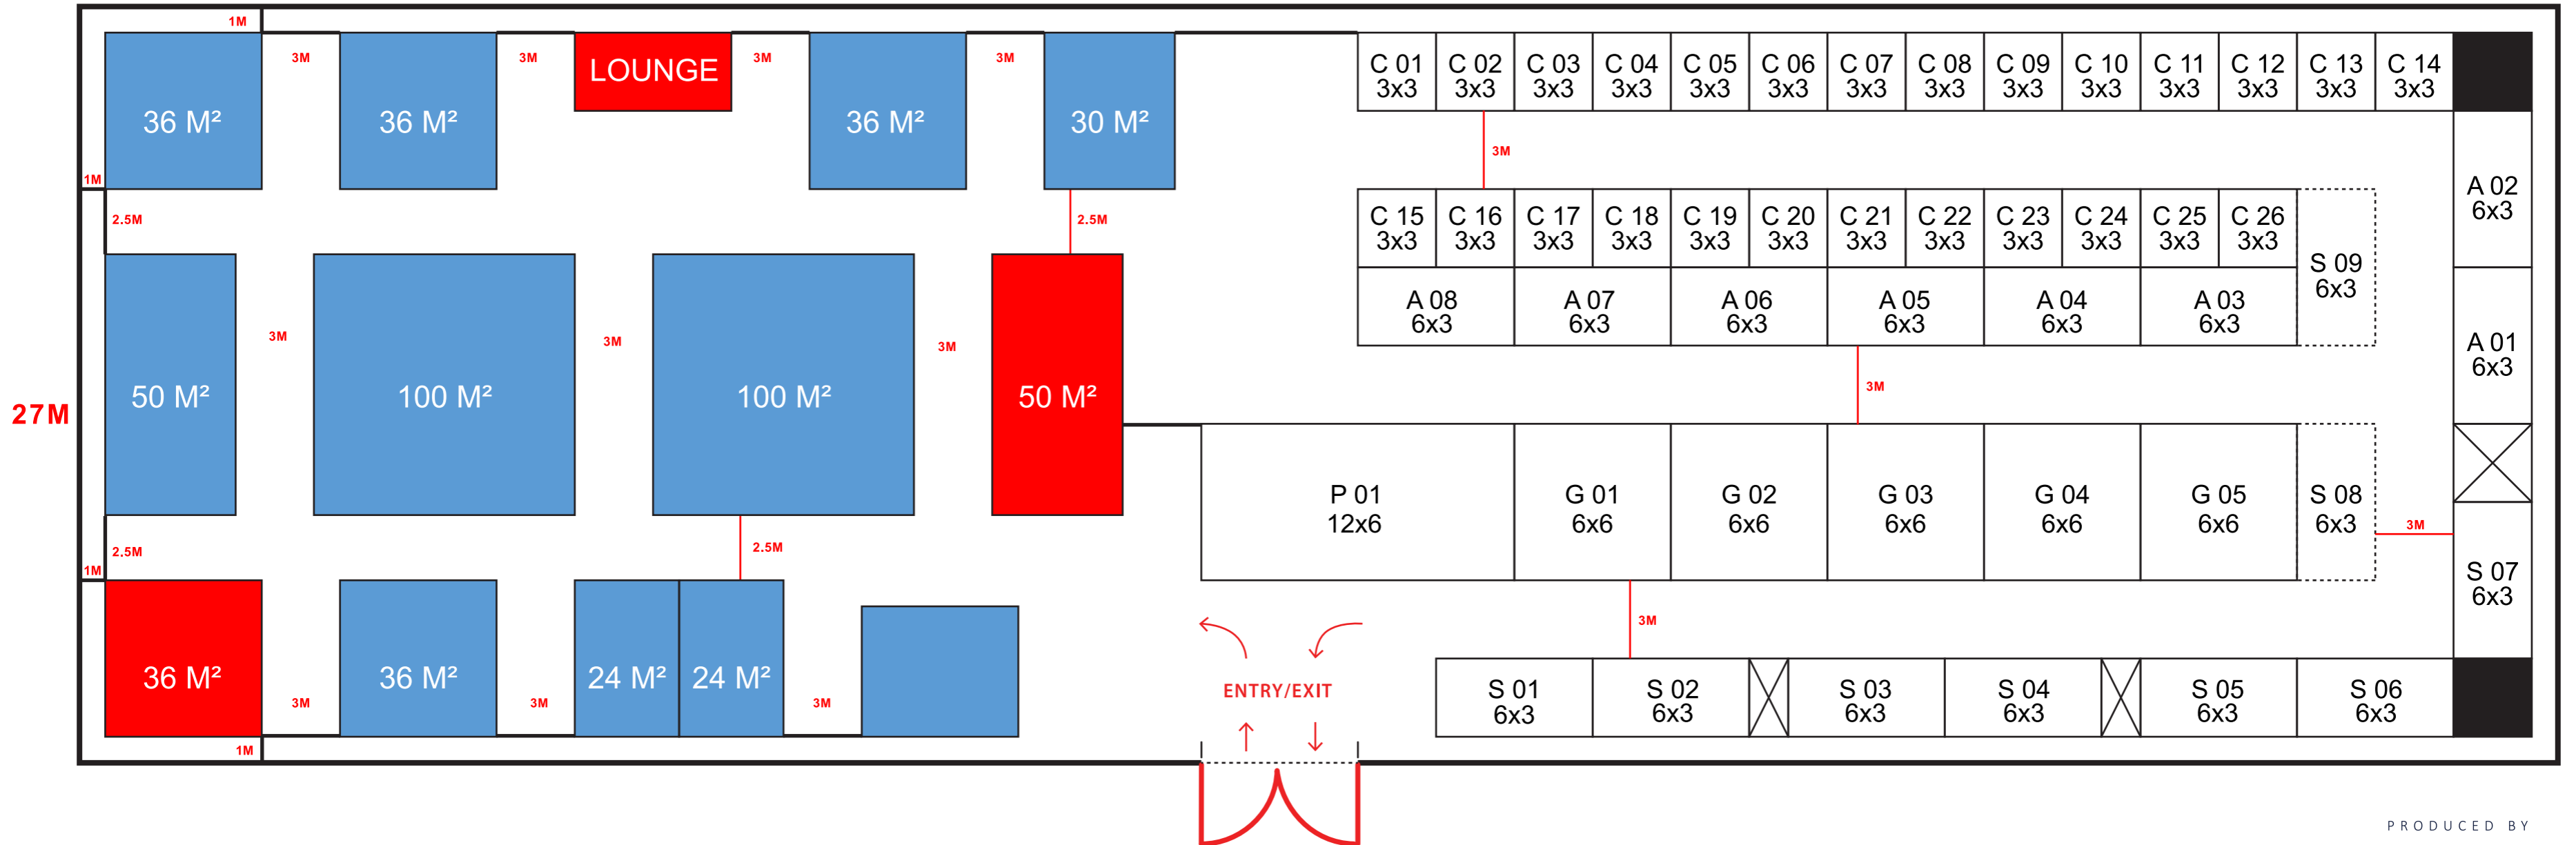 1M
3M
3M
3M
3M
LOUNGE
36 M²
36 M²
36 M²
30 M²
1M
2.5M
2.5M
3M
3M
3M
27M
50 M²
100 M²
100 M²
50 M²
2.5M
2.5M
1M
36 M²
36 M²
24 M²
24 M²
3M
3M
3M
1M
C 01
3x3
C 02
3x3
C 03
3x3
C 04
3x3
C 05
3x3
C 06
3x3
C 07
3x3
C 08
3x3
C 09
3x3
C 10
3x3
C 11
3x3
C 12
3x3
C 13
3x3
C 14
3x3
3M
A 02
6x3
C 15
3x3
C 16
3x3
C 17
3x3
C 18
3x3
C 19
3x3
C 20
3x3
C 21
3x3
C 22
3x3
C 23
3x3
C 24
3x3
C 25
3x3
C 26
3x3
S 09
6x3
A 08
6x3
A 07
6x3
A 06
6x3
A 05
6x3
A 04
6x3
A 03
6x3
A 01
6x3
3M
P 01
12x6
G 01
6x6
G 02
6x6
G 03
6x6
G 04
6x6
G 05
6x6
S 08
6x3
3M
S 07
6x3
3M
ENTRY/EXIT
S 01
6x3
S 02
6x3
S 03
6x3
S 04
6x3
S 05
6x3
S 06
6x3
PRODUCED BY